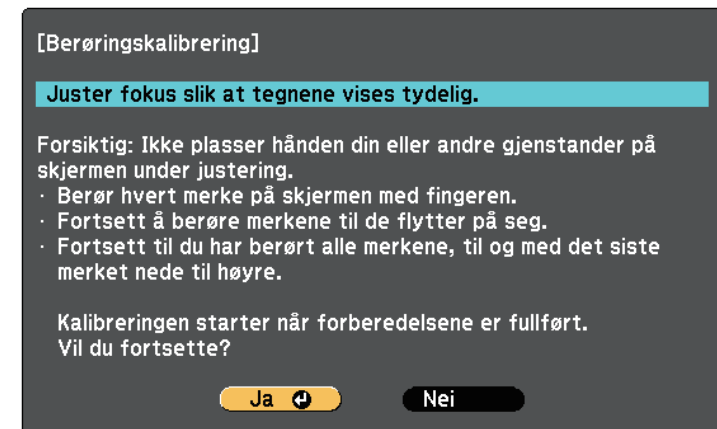 [Berøringskalibrering]
Juster fokus slik at tegnene vises tydelig.
Forsiktig: Ikke plasser hånden din eller andre gjenstander på
skjermen under justering.
· Berør hvert merke på skjermen med fingeren.
· Fortsett å berøre merkene til de flytter på seg.
· Fortsett til du har berørt alle merkene, til og med det siste
merket nede til høyre.
Kalibreringen starter når forberedelsene er fullført.
Vil du fortsette?
Ja Nei